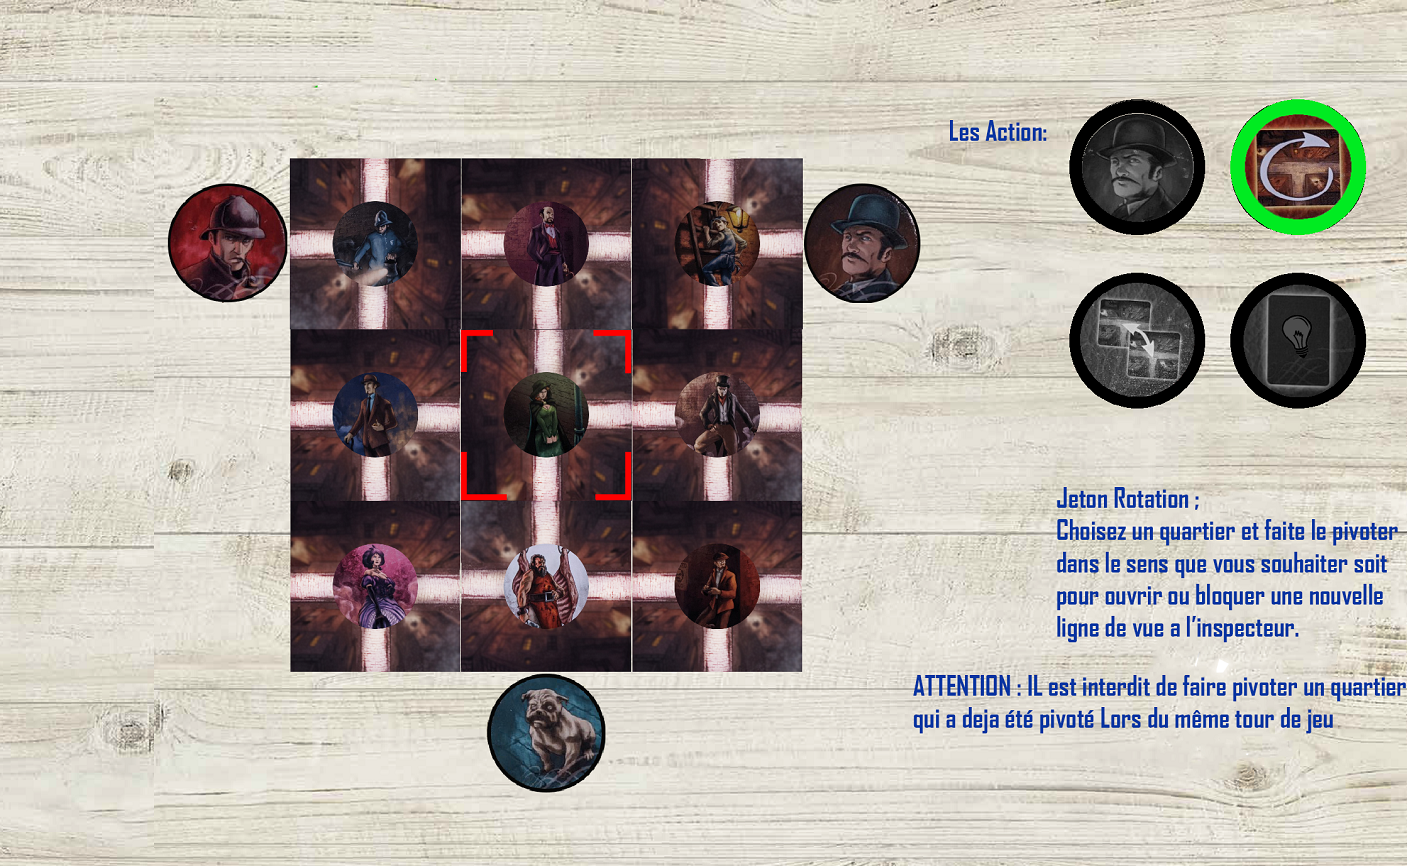 Les Action:
Jeton Rotation ;
Choisez un quartier et faite le pivoter
dans le sens que vous souhaiter soit
pour ouvrir ou bloquer une nouvelle
ligne de vue a l'inspecteur.
ATTENTION : IL est interdit de faire pivoter un quartier
qui a deja été pivoté Lors du même tour de jeu